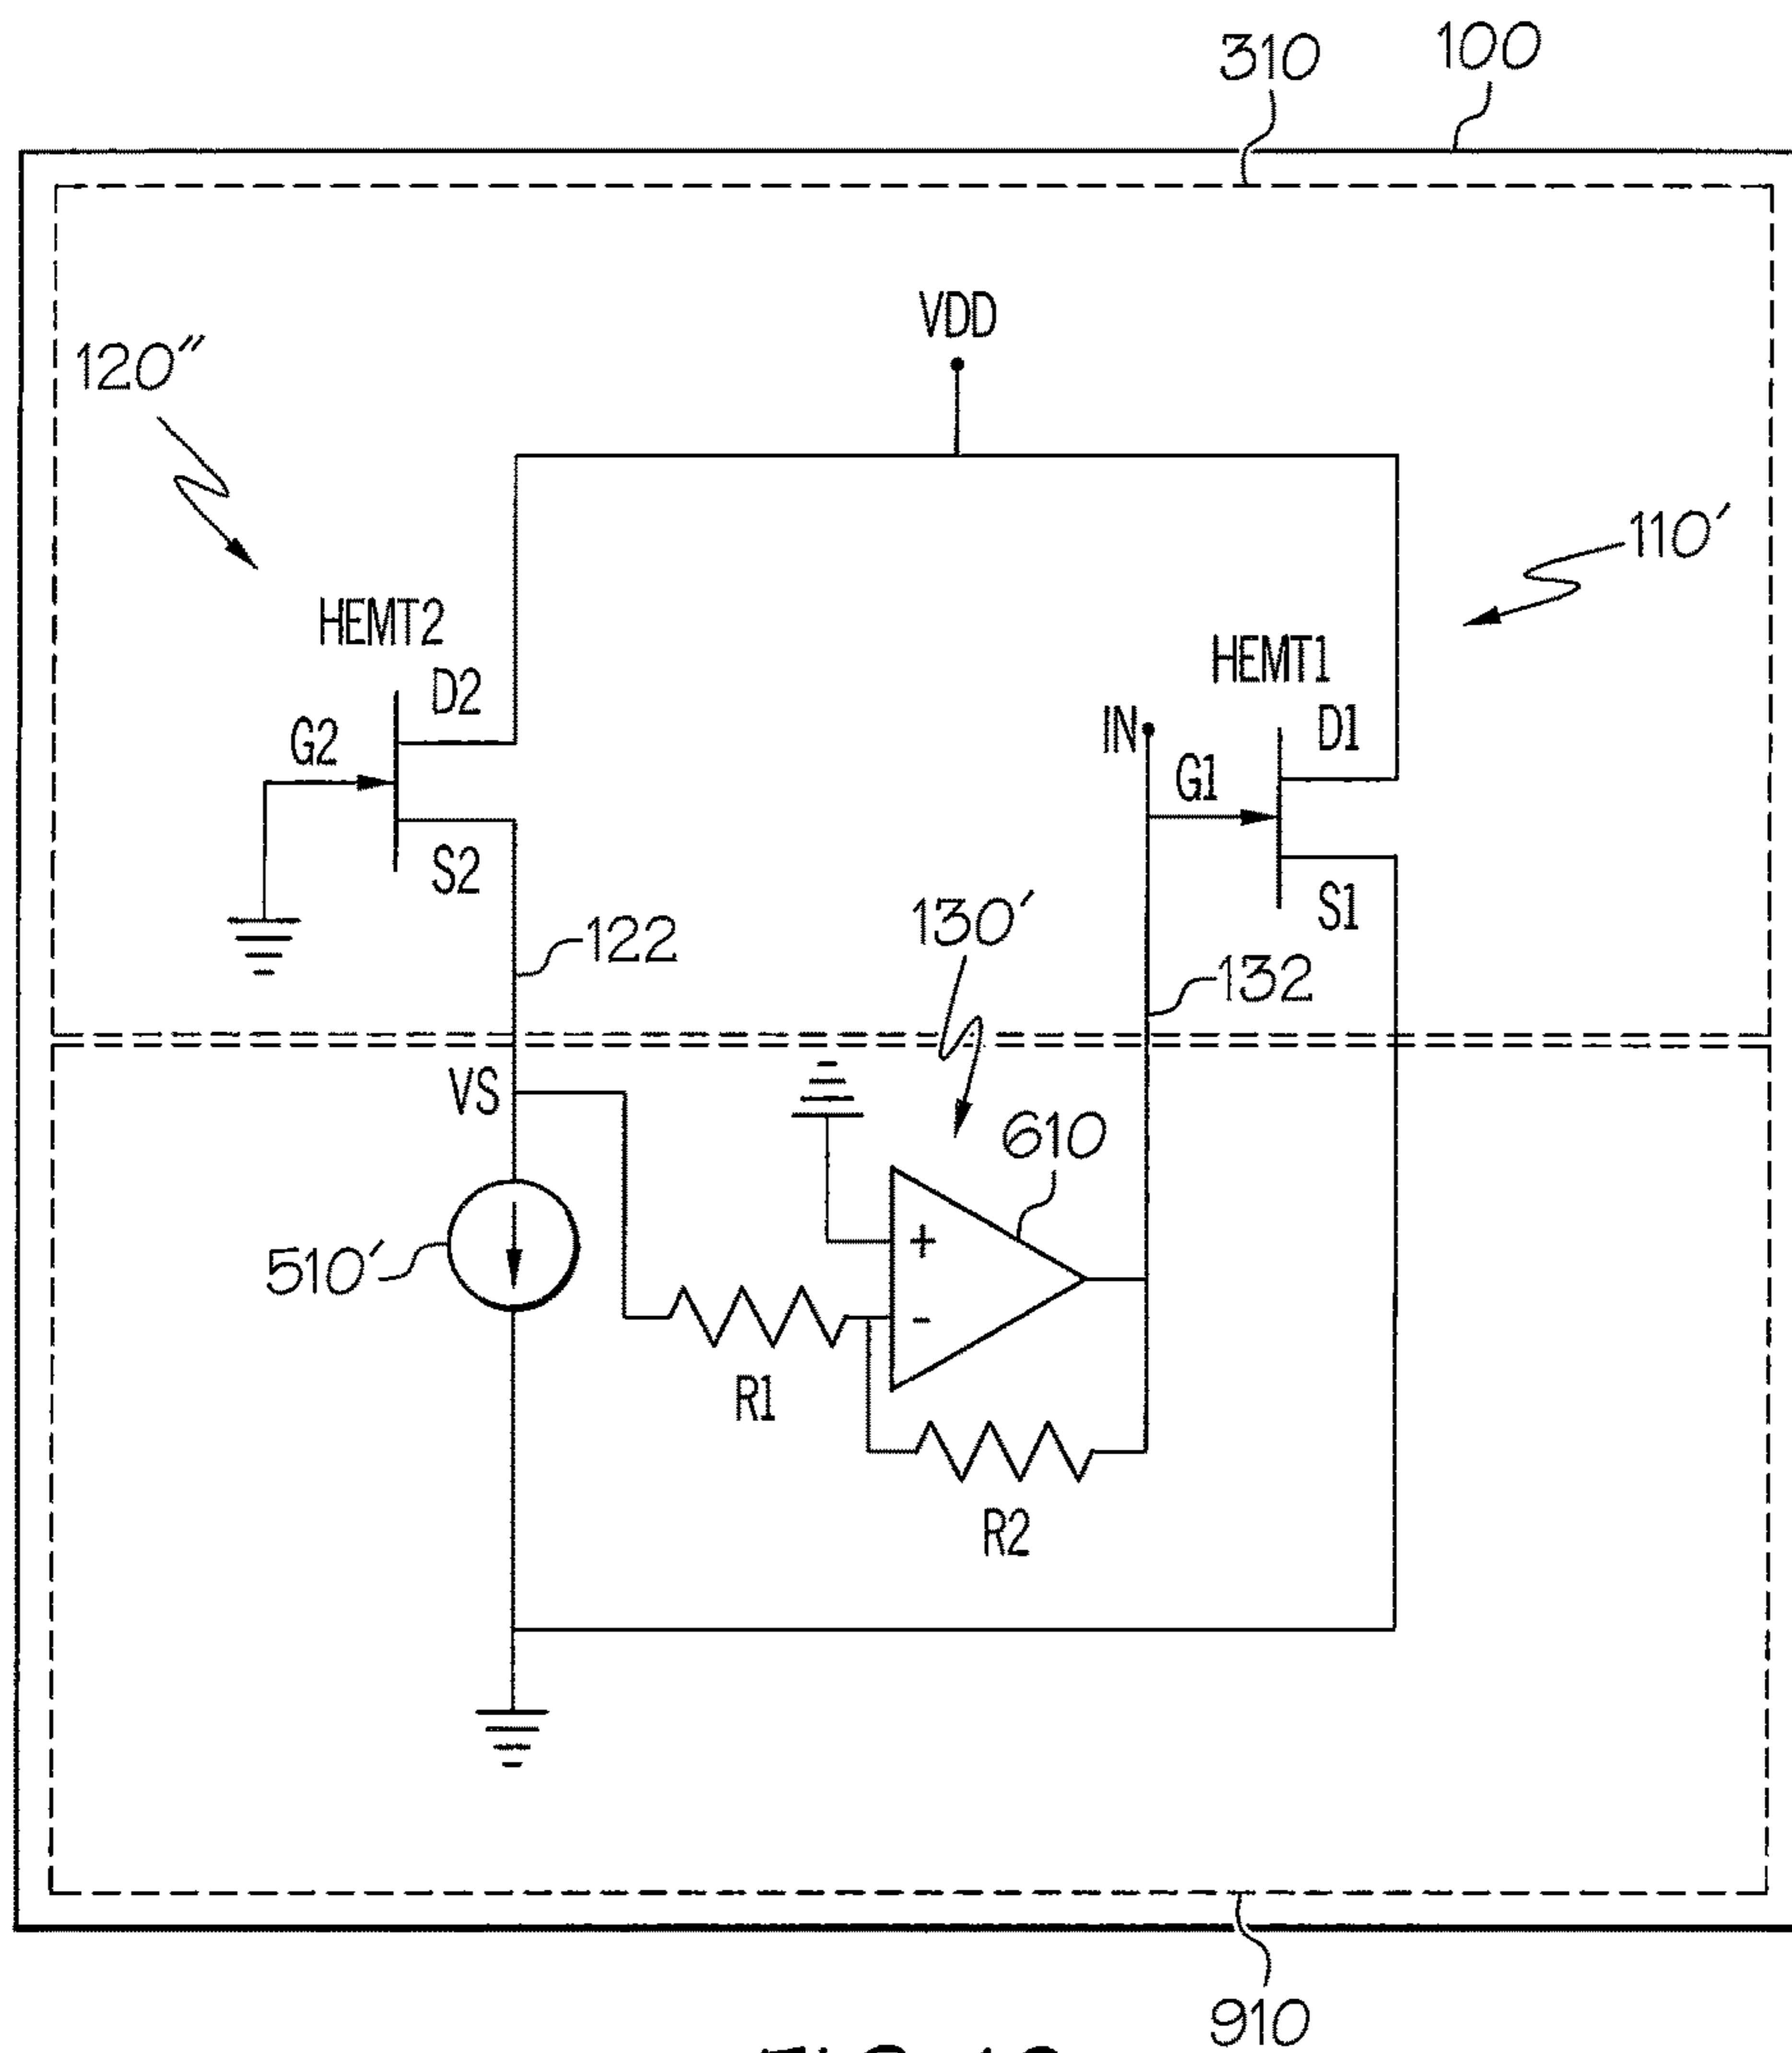 310
100
VDD
120″
110′
HEMT2
HEMT1
D2
G2
S2
IN
D1
G1
S1
122
130′
132
VS
610
+
-
510′
R1
R2
910